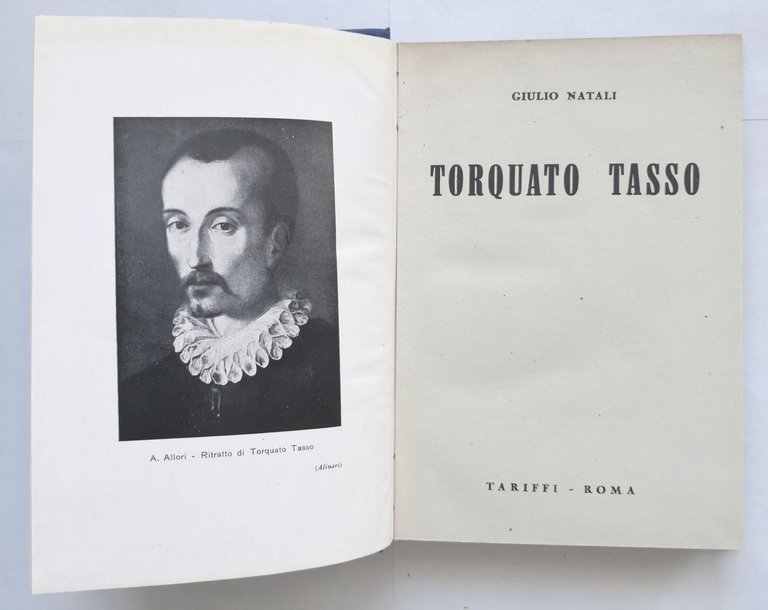 A. Allori - Ritratto di Torquato Tasso
(Alinari)
GIULIO NATALI
TORQUATO TASSO
TARIFFI - ROMA